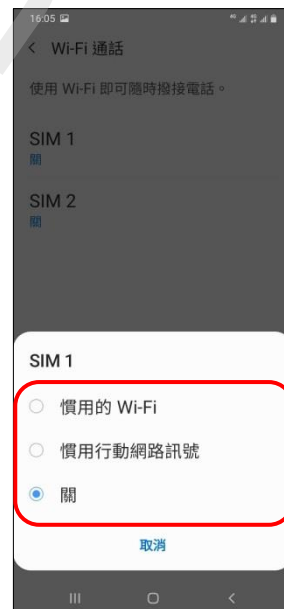 16:05
Wi-Fi 通話
使用 Wi-Fi 即可隨時撥接電話。
SIM 1
關
SIM 2
關
SIM 1
慣用的 Wi-Fi
慣用行動網路訊號
關
取消